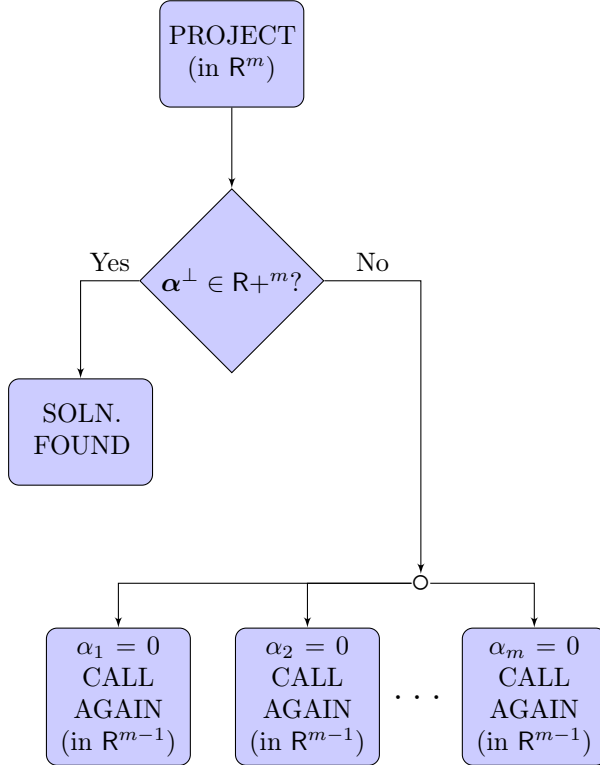 PROJECT
(in R^m)
α^⊥ ∈ R+^m?
Yes
No
SOLN.
FOUND
α_1 = 0
CALL
AGAIN
(in R^{m−1})
α_2 = 0
CALL
AGAIN
(in R^{m−1})
. . .
α_m = 0
CALL
AGAIN
(in R^{m−1})